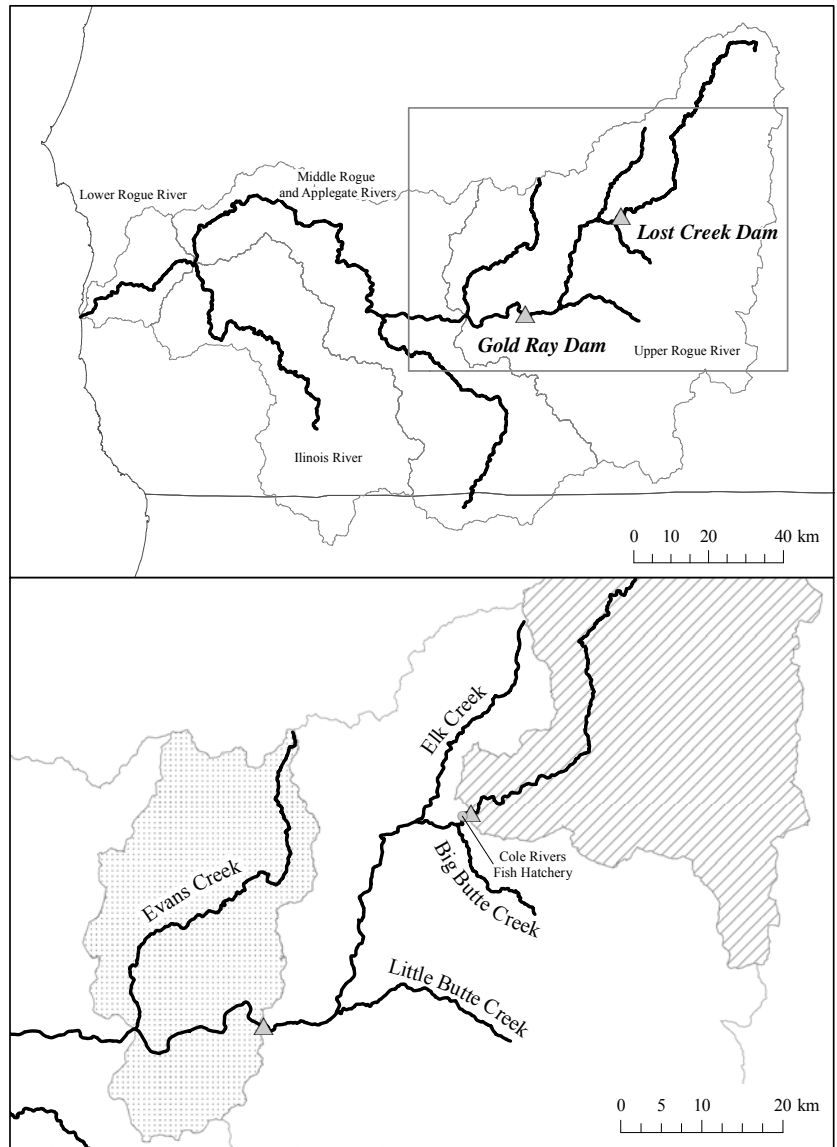 Lower Rogue River
Middle Rogue
and Applegate Rivers
Lost Creek Dam
Gold Ray Dam
Upper Rogue River
Ilinois River
0 10 20 40 km
Elk Creek
Cole Rivers
Fish Hatchery
Big Butte Creek
Evans Creek
Little Butte Creek
0 5 10 20 km